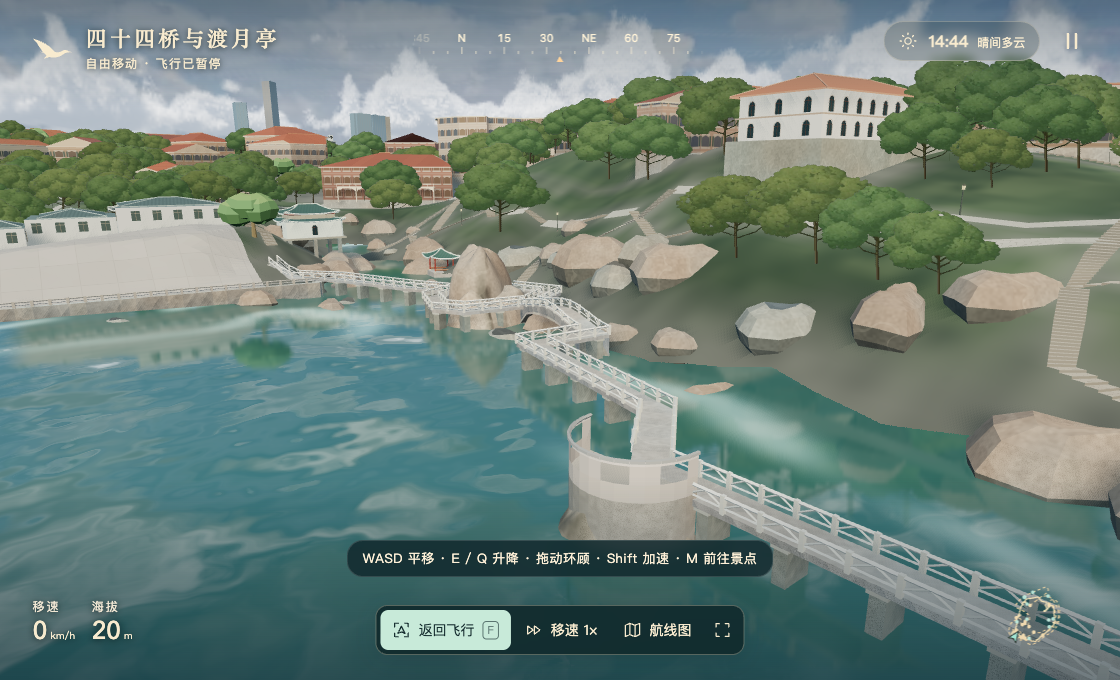 四十四桥与渡月亭
自由移动 · 飞行已暂停
45 N 15 30 NE 60 75
14:44 晴间多云
WASD 平移 · E / Q 升降 · 拖动环顾 · Shift 加速 · M 前往景点
移速 海拔
0 km/h 20 m
返回飞行 F 移速 1x 航线图